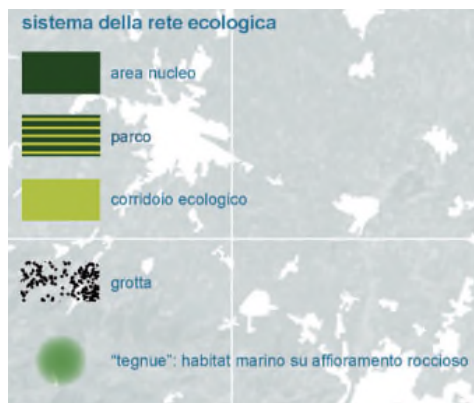 sistema della rete ecologica
area nucleo
parco
corridoio ecologico
grotta
"tegnue": habitat marino su affioramento roccioso